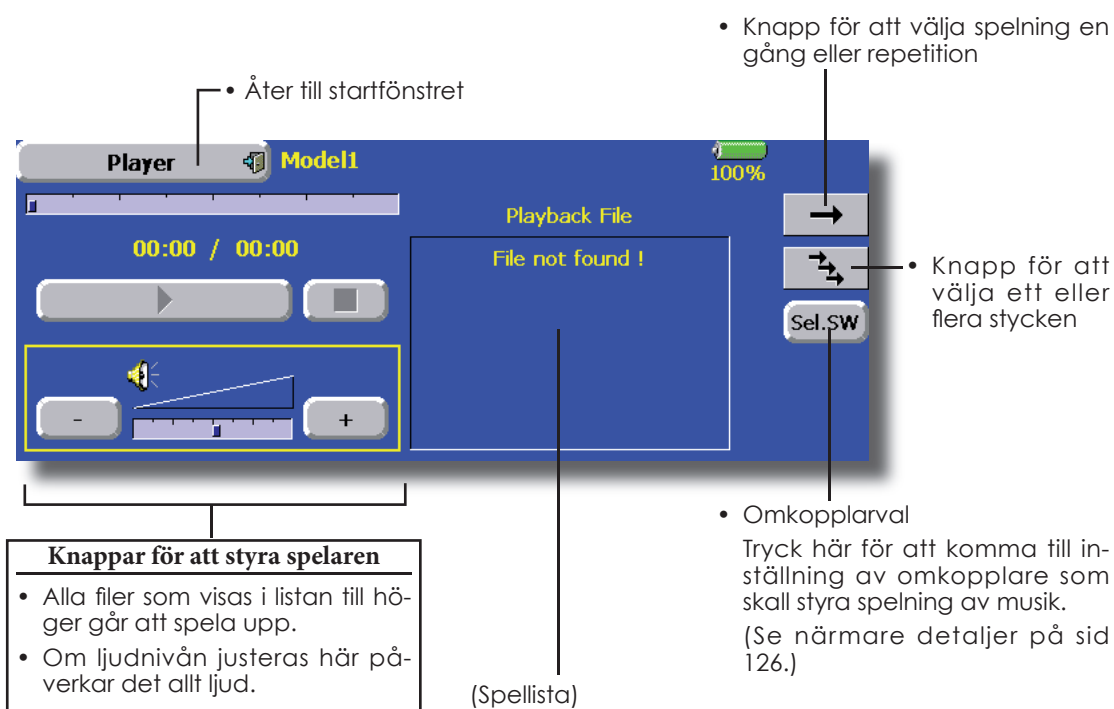 • Knapp för att välja spelning en
gång eller repetition
• Åter till startfönstret
Player
Model1
100%
00:00 / 00:00
Playback File
File not found !
• Knapp för att
välja ett eller
flera stycken
Sel.SW
-
+
Knappar för att styra spelaren
• Alla filer som visas i listan till hö-
ger går att spela upp.
• Om ljudnivån justeras här på-
verkar det allt ljud.
(Spellista)
• Omkopplarval
Tryck här för att komma till in-
ställning av omkopplare som
skall styra spelning av musik.
(Se närmare detaljer på sid
126.)